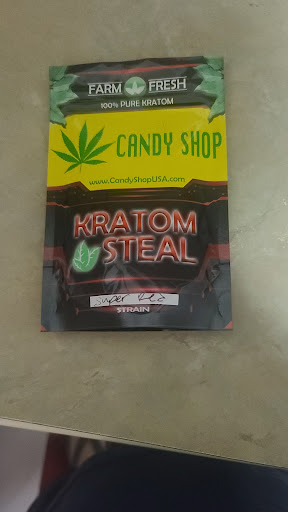 FARM FRESH
100% PURE KRATOM
CANDY SHOP
www.CandyShopUSA.com
KRATOM
STEAL
super Red
STRAIN